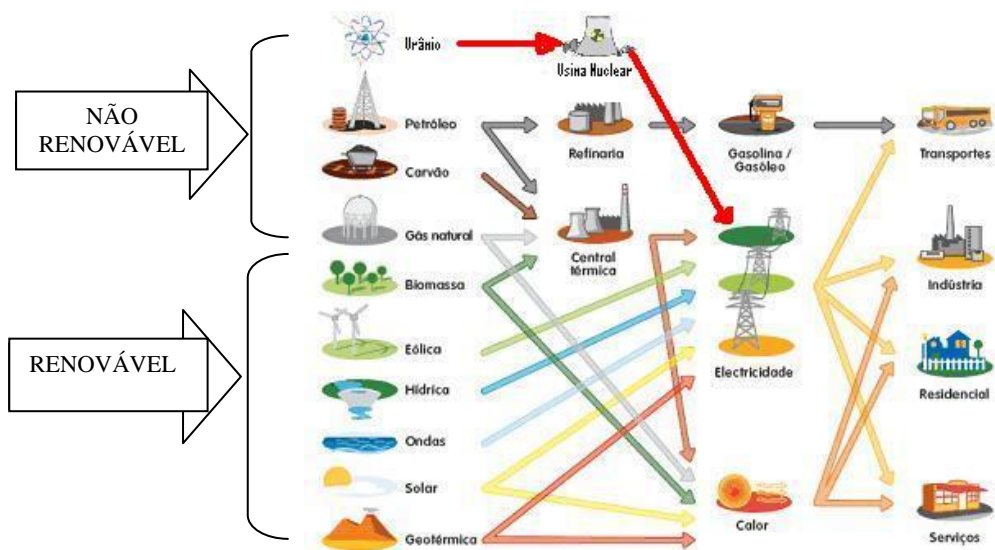 Urânio
Usina Nuclear
NÃO
RENOVÁVEL
Petróleo
Refinaria
Gasolina /
Gasóleo
Transportes
Carvão
Gás natural
Central
térmica
Biomassa
Indústria
RENOVÁVEL
Eólica
Electricidade
Hídrica
Residencial
Ondas
Solar
Calor
Geotérmica
Serviços